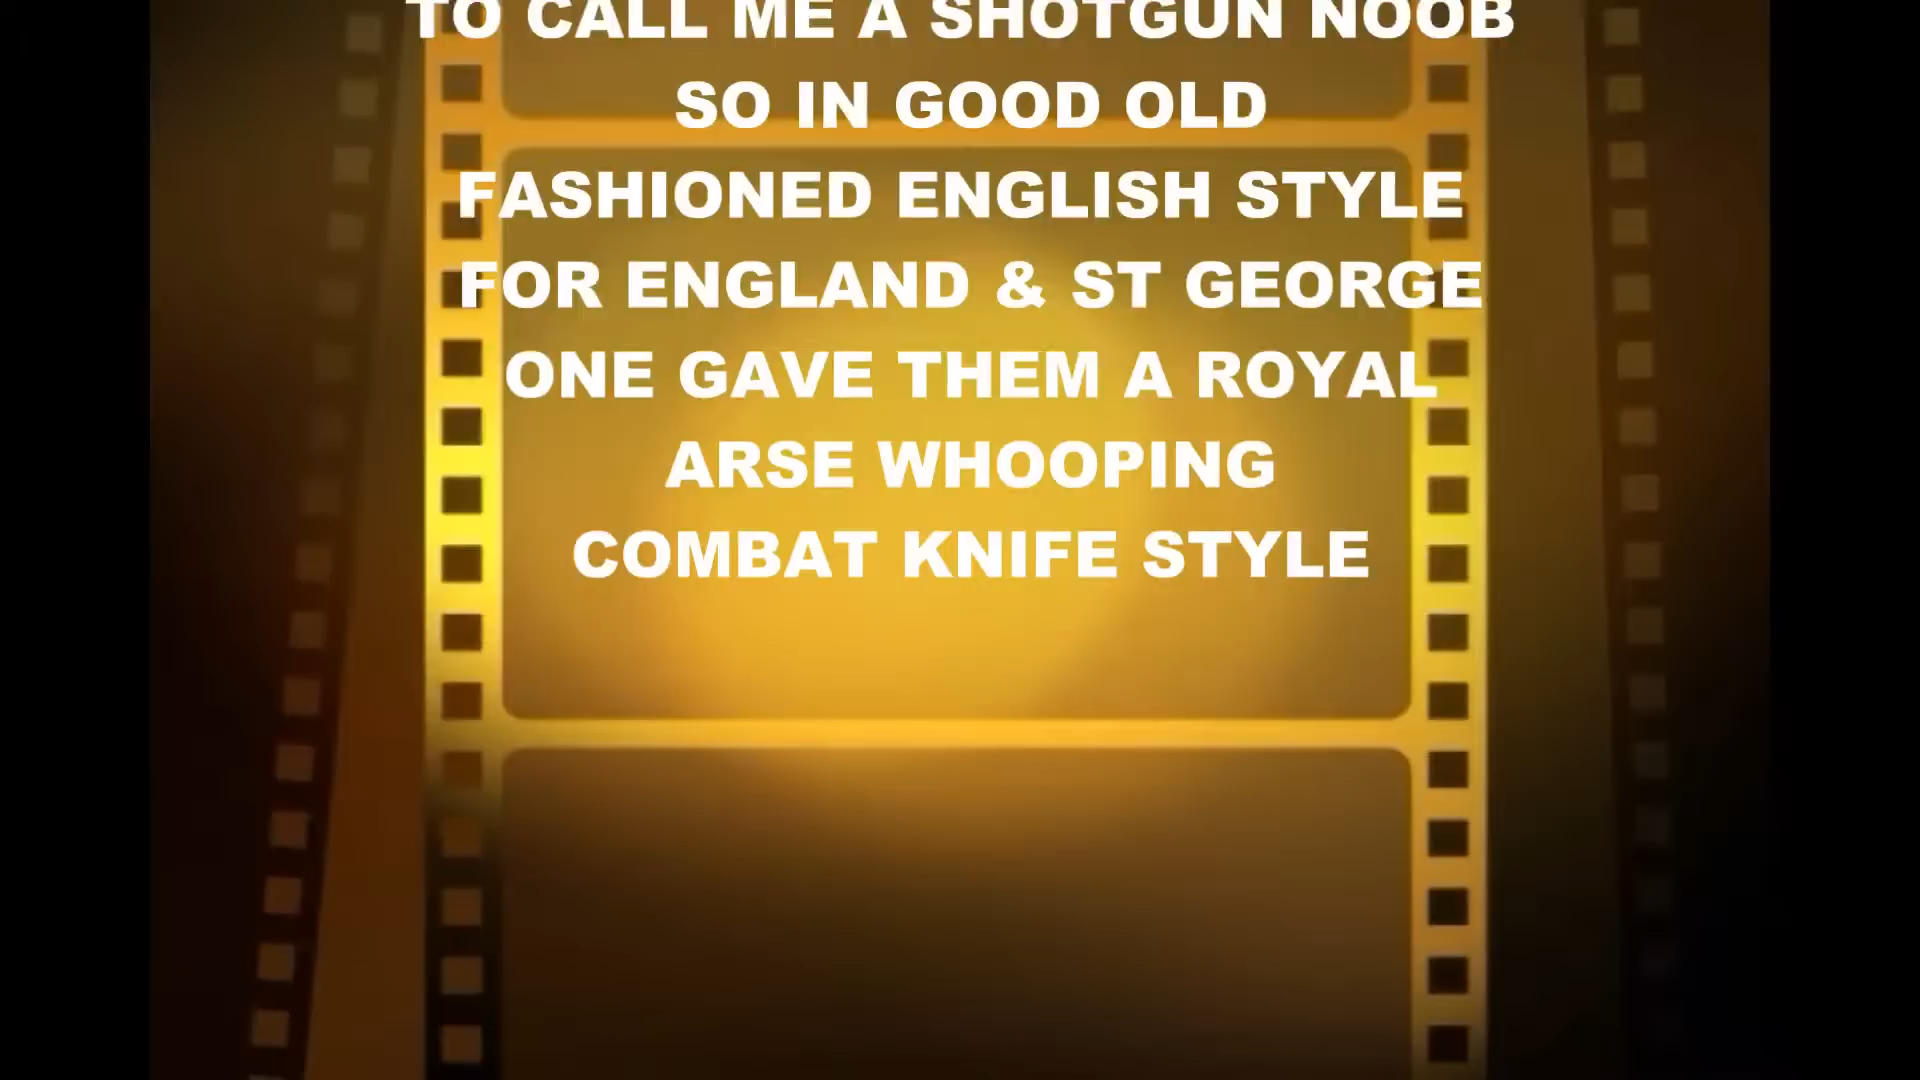 TO CALL ME A SHOTGUN NOOB
SO IN GOOD OLD
FASHIONED ENGLISH STYLE
FOR ENGLAND & ST GEORGE
ONE GAVE THEM A ROYAL
ARSE WHOOPING
COMBAT KNIFE STYLE